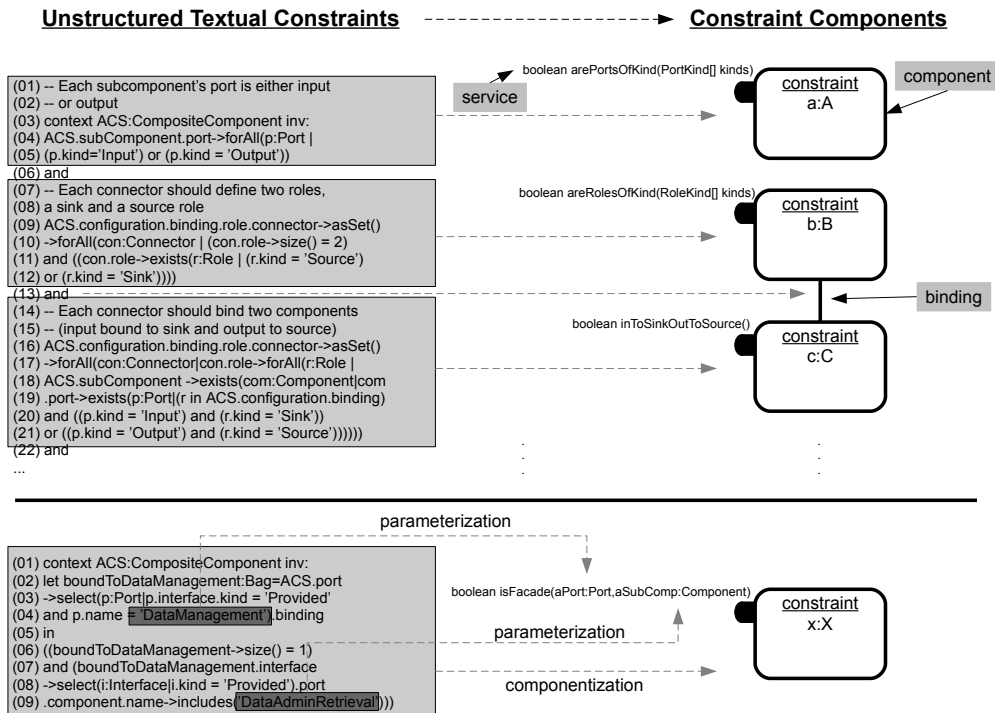 Unstructured Textual Constraints
Constraint Components
(01) -- Each subcomponent's port is either input
(02) -- or output
(03) context ACS:CompositeComponent inv:
(04) ACS.subComponent.port->forAll(p:Port |
(05) (p.kind='Input') or (p.kind = 'Output'))
(06) and
(07) -- Each connector should define two roles,
(08) a sink and a source role
(09) ACS.configuration.binding.role.connector->asSet()
(10) ->forAll(con:Connector | (con.role->size() = 2)
(11) and ((con.role->exists(r:Role | (r.kind = 'Source')
(12) or (r.kind = 'Sink'))))
(13) and
(14) -- Each connector should bind two components
(15) -- (input bound to sink and output to source)
(16) ACS.configuration.binding.role.connector->asSet()
(17) ->forAll(con:Connector|con.role->forAll(r:Role |
(18) ACS.subComponent ->exists(com:Component|com
(19) .port->exists(p:Port|(r in ACS.configuration.binding)
(20) and ((p.kind = 'Input') and (r.kind = 'Sink'))
(21) or ((p.kind = 'Output') and (r.kind = 'Source'))))))
(22) and
...
service
boolean arePortsOfKind(PortKind[] kinds)
constraint
a:A
component
boolean areRolesOfKind(RoleKind[] kinds)
constraint
b:B
binding
boolean inToSinkOutToSource()
constraint
c:C
.
.
.
.
.
.
parameterization
(01) context ACS:CompositeComponent inv:
(02) let boundToDataManagement:Bag=ACS.port
(03) ->select(p:Port|p.interface.kind = 'Provided'
(04) and p.name = 'DataManagement').binding
(05) in
(06) ((boundToDataManagement->size() = 1)
(07) and (boundToDataManagement.interface
(08) ->select(i:Interface|i.kind = 'Provided').port
(09) .component.name->includes('DataAdminRetrieval')))
boolean isFacade(aPort:Port,aSubComp:Component)
parameterization
componentization
constraint
x:X